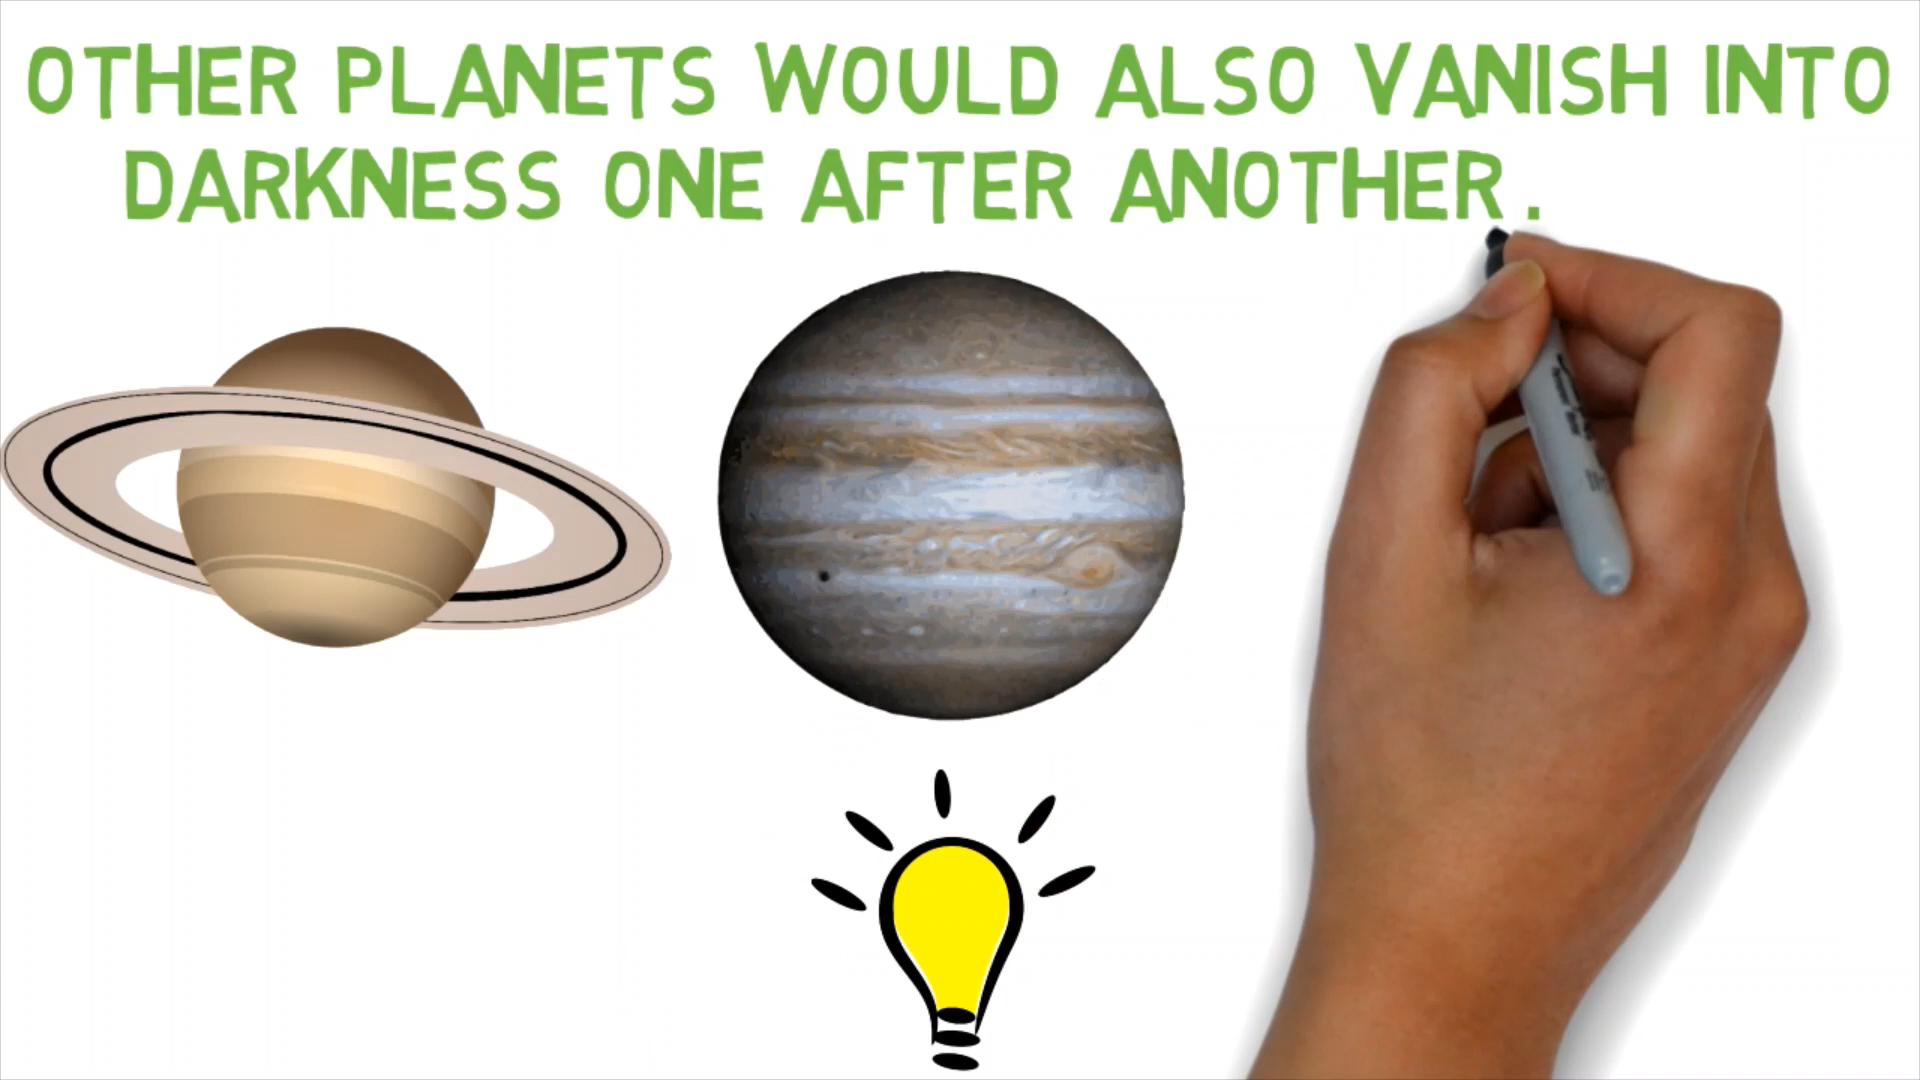 OTHER PLANETS WOULD ALSO VANISH INTO
DARKNESS ONE AFTER ANOTHER.